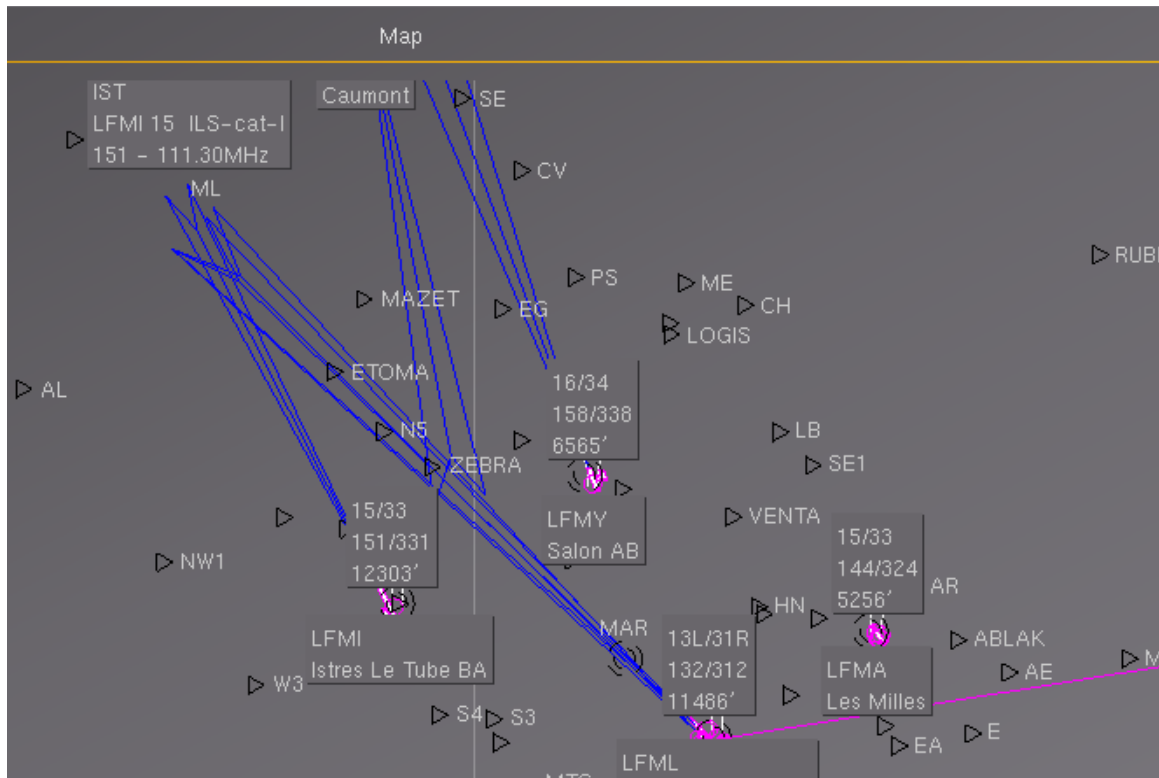 Map
IST
LFMI 15 ILS-cat-I
151 - 111.30MHz
Caumont
SE
CV
ML
RUBI
PS
ME
MAZET
EG
CH
LOGIS
ETOMA
AL
16/34
158/338
6565'
N5
LB
ZEBRA
SE1
15/33
151/331
12303'
LFMY
Salon AB
VENTA
15/33
144/324
5256'
NW1
AR
HN
LFMI
Istres Le Tube BA
MAR
13L/31R
132/312
11486'
ABLAK
LFMA
Les Milles
AE
M
W3
S4
S3
E
EA
LFML